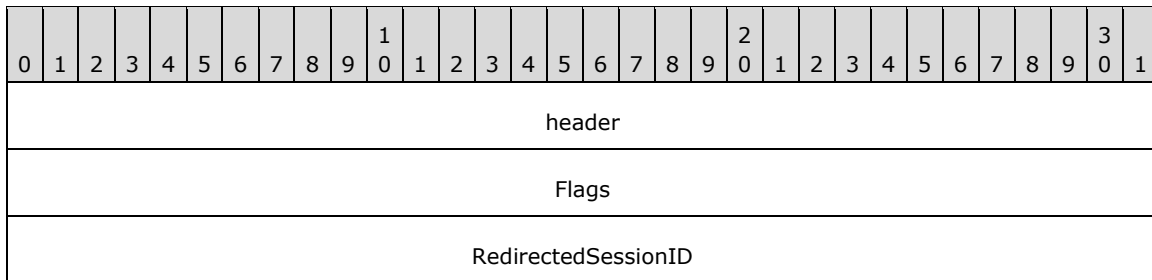 1 2 3
0 1 2 3 4 5 6 7 8 9 0 1 2 3 4 5 6 7 8 9 0 1 2 3 4 5 6 7 8 9 0 1
header
Flags
RedirectedSessionID